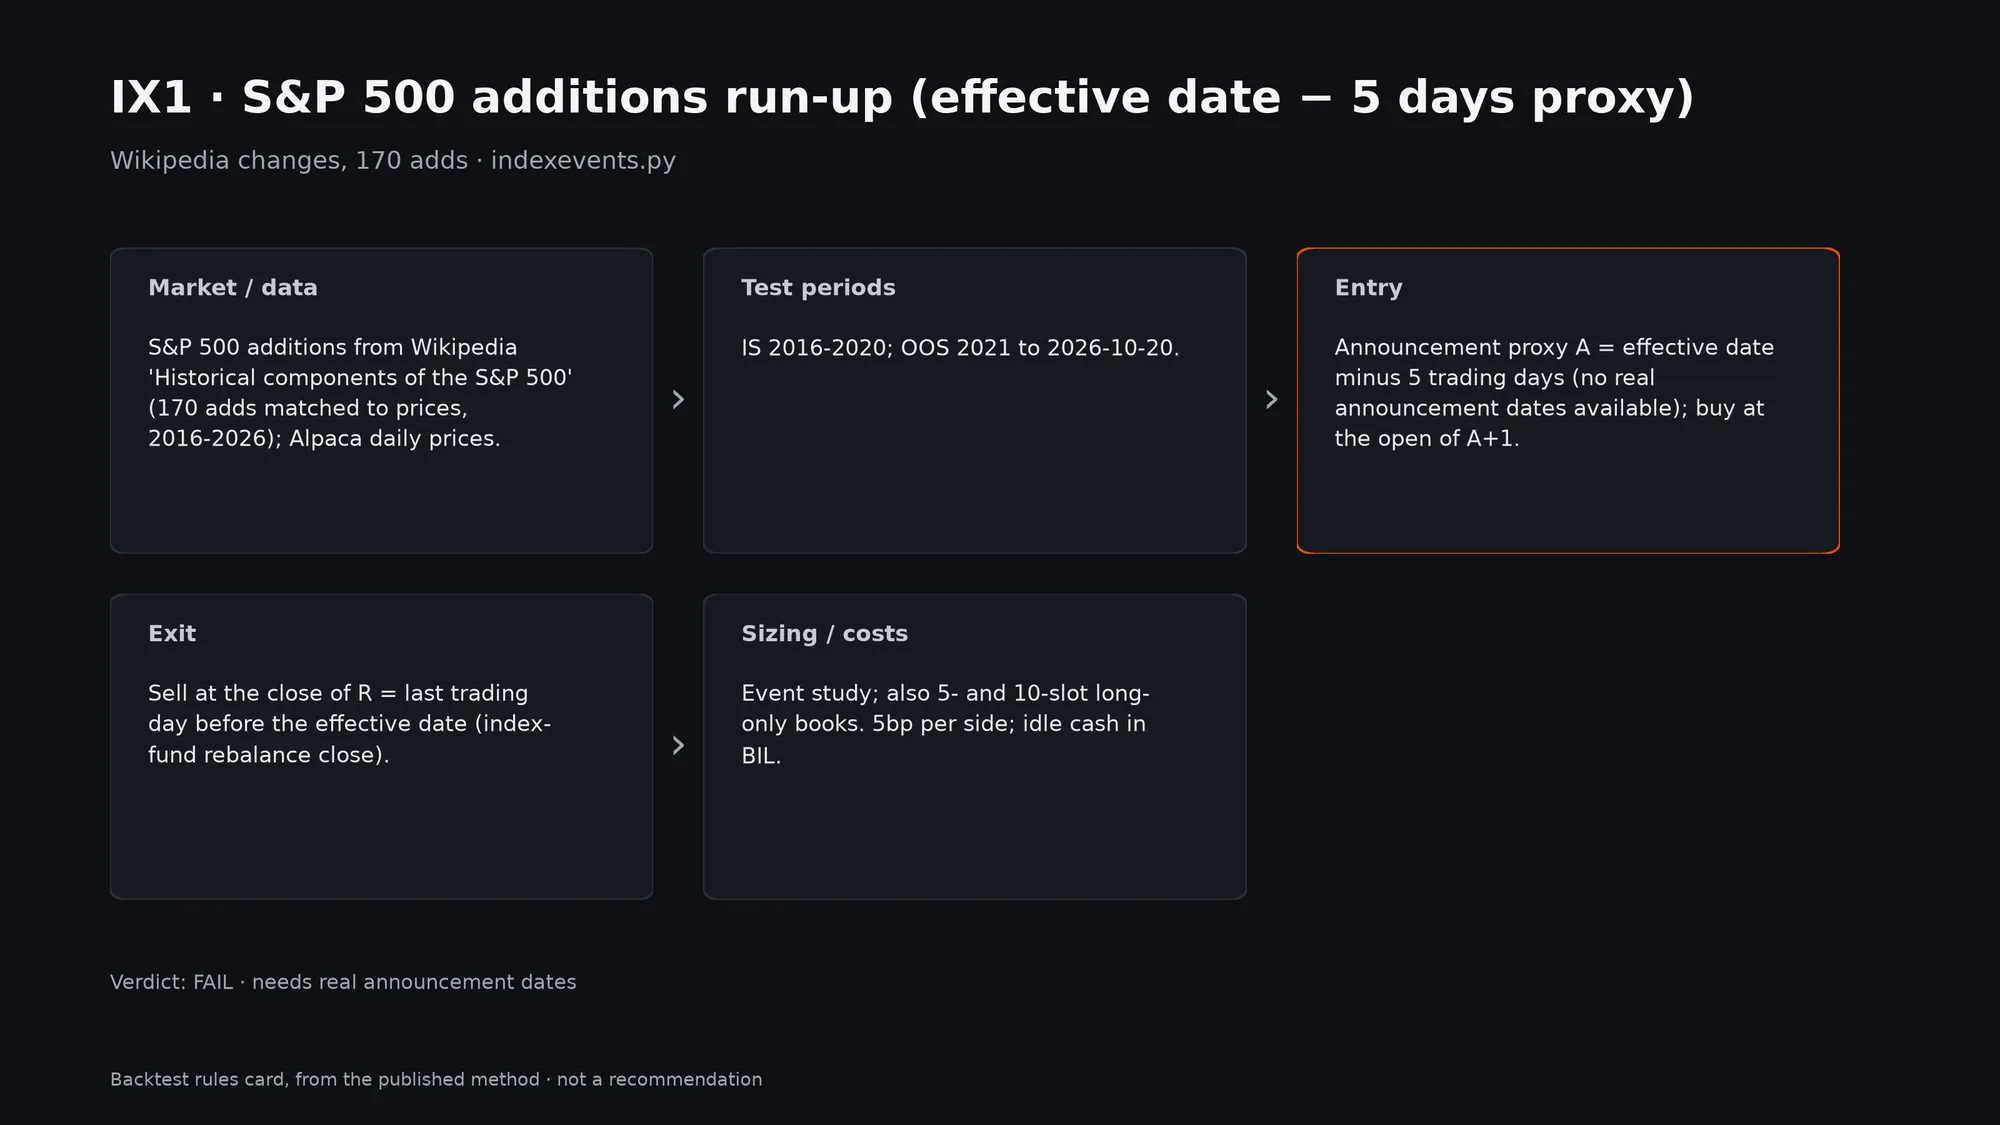 IX1 · S&P 500 additions run-up (effective date − 5 days proxy)
Wikipedia changes, 170 adds · indexevents.py
Market / data
S&P 500 additions from Wikipedia
'Historical components of the S&P 500'
(170 adds matched to prices,
2016-2026); Alpaca daily prices.
›
Test periods
IS 2016-2020; OOS 2021 to 2026-10-20.
›
Entry
Announcement proxy A = effective date
minus 5 trading days (no real
announcement dates available); buy at
the open of A+1.
Exit
Sell at the close of R = last trading
day before the effective date (index-
fund rebalance close).
›
Sizing / costs
Event study; also 5- and 10-slot long-
only books. 5bp per side; idle cash in
BIL.
Verdict: FAIL · needs real announcement dates
Backtest rules card, from the published method · not a recommendation